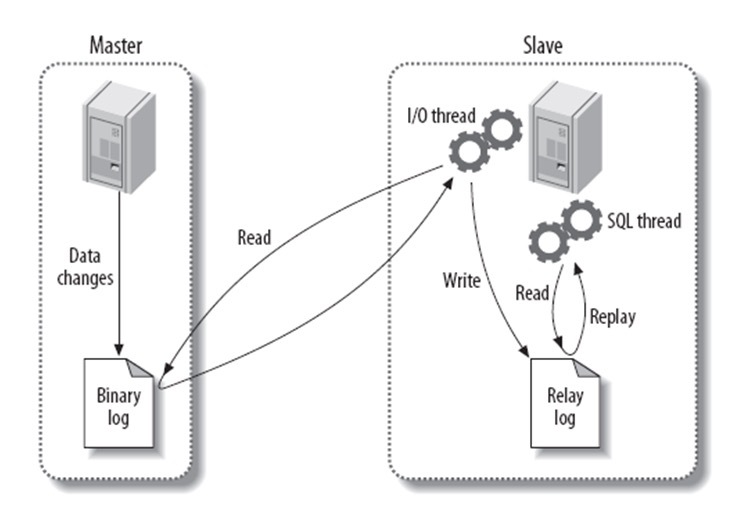 Master
Slave
I/O thread
SQL thread
Read
Data
changes
Write
Read
Replay
Binary
log
Relay
log